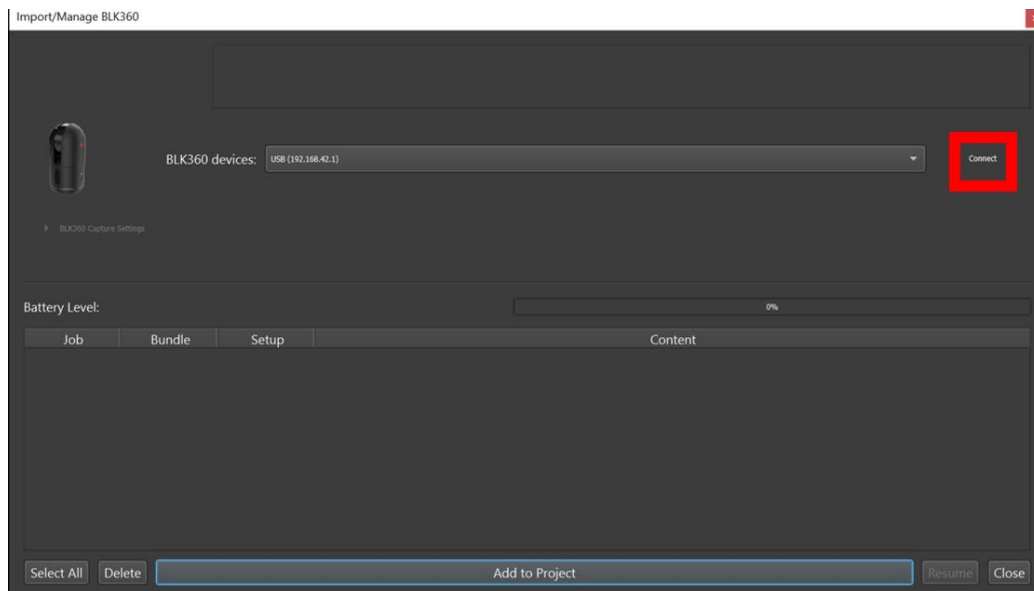 Import/Manage BLK360
BLK360 devices: USB (192.168.42.1) Connect
BLK360 Capture Settings
Battery Level: 0%
Job Bundle Setup Content
Select All Delete Add to Project Resume Close